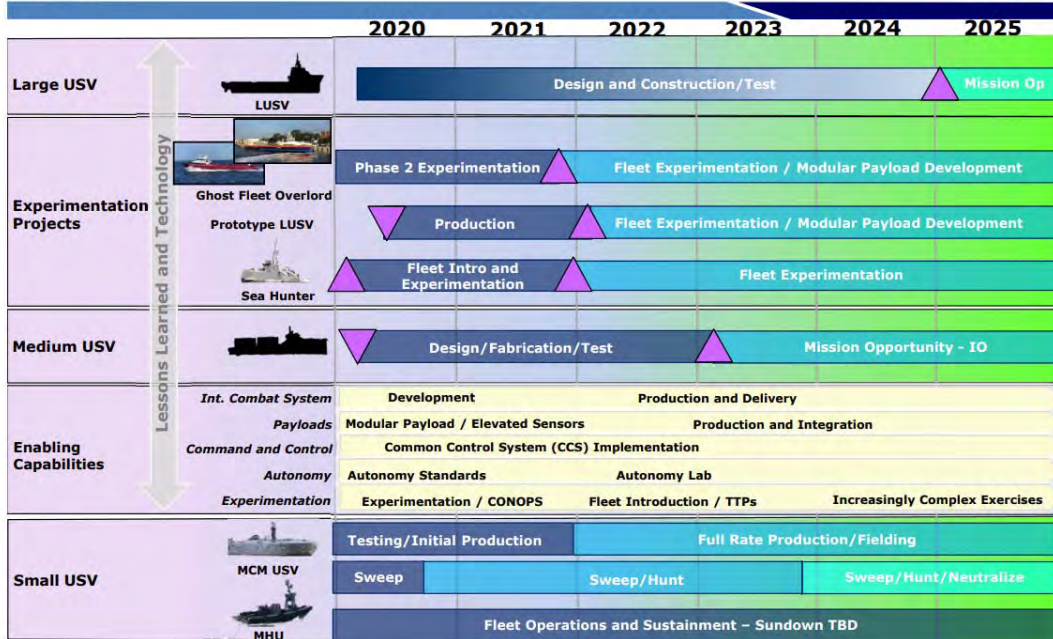 2020 2021 2022 2023 2024 2025
Large USV
LUSV
Design and Construction/Test
Mission Op
Lessons Learned and Technology
Experimentation
Projects
Ghost Fleet Overlord
Phase 2 Experimentation
Fleet Experimentation / Modular Payload Development
Prototype LUSV
Production
Fleet Experimentation / Modular Payload Development
Sea Hunter
Fleet Intro and
Experimentation
Fleet Experimentation
Medium USV
Design/Fabrication/Test
Mission Opportunity - IO
Enabling
Capabilities
Int. Combat System
Development
Production and Delivery
Payloads
Modular Payload / Elevated Sensors
Production and Integration
Command and Control
Common Control System (CCS) Implementation
Autonomy
Autonomy Standards
Autonomy Lab
Experimentation
Experimentation / CONOPS
Fleet Introduction / TTPs
Increasingly Complex Exercises
Small USV
MCM USV
Testing/Initial Production
Full Rate Production/Fielding
Sweep
Sweep/Hunt
Sweep/Hunt/Neutralize
MHU
Fleet Operations and Sustainment – Sundown TBD